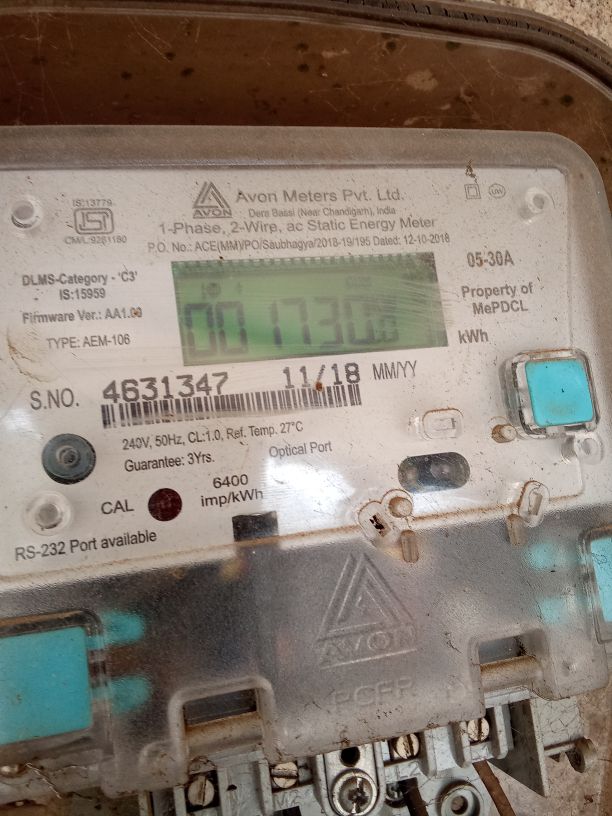 IS:13779
ISI
CM/L:9261160
AVON
Avon Meters Pvt. Ltd.
Dera Bassi (Near Chandigarh), India
1-Phase, 2-Wire, ac Static Energy Meter
P.O. No.: ACE(MM)/PO/Saubhagya/2018-19/195 Dated: 12-10-2018
UW
DLMS-Category - 'C3'
IS:15959
Firmware Ver.: AA1.00
TYPE: AEM-106
001730
kWh
05-30A
Property of
MePDCL
S.NO. 4631347 11/18 MM/YY
240V, 50Hz, CL:1.0, Ref. Temp. 27°C
Guarantee: 3Yrs.
Optical Port
CAL
6400
imp/kWh
RS-232 Port available
AVON